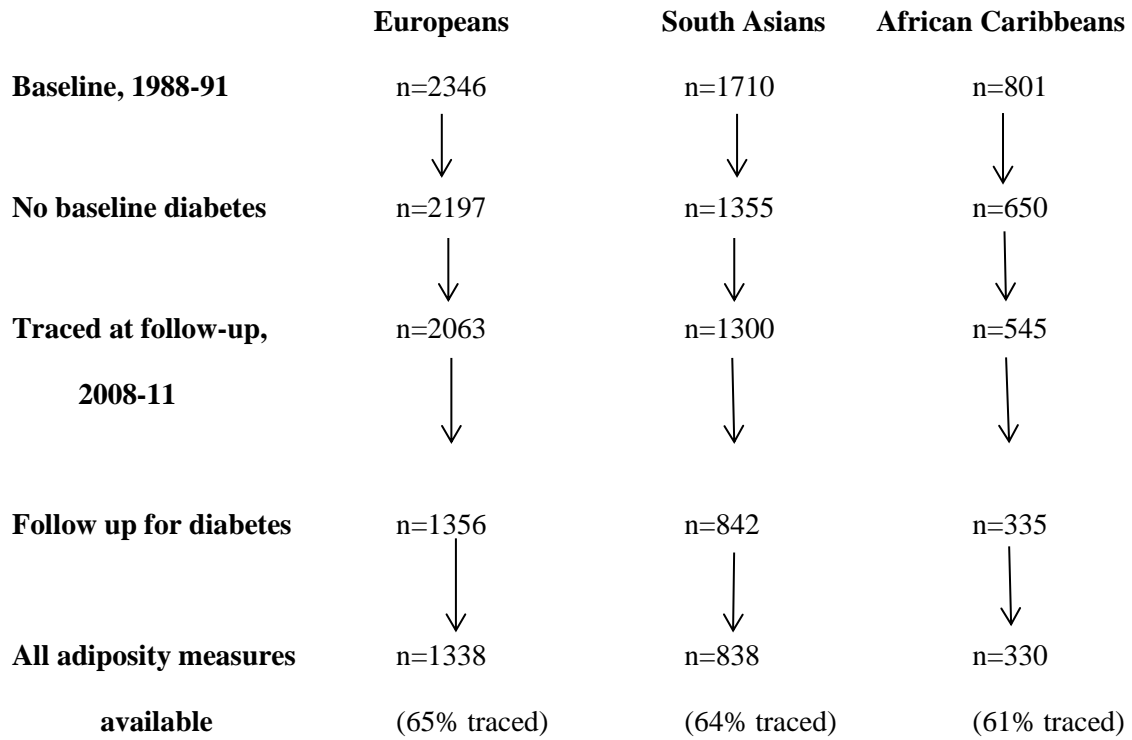 Europeans South Asians African Caribbeans
Baseline, 1988-91 n=2346 n=1710 n=801
No baseline diabetes n=2197 n=1355 n=650
Traced at follow-up, n=2063 n=1300 n=545
2008-11
Follow up for diabetes n=1356 n=842 n=335
All adiposity measures n=1338 n=838 n=330
available (65% traced) (64% traced) (61% traced)